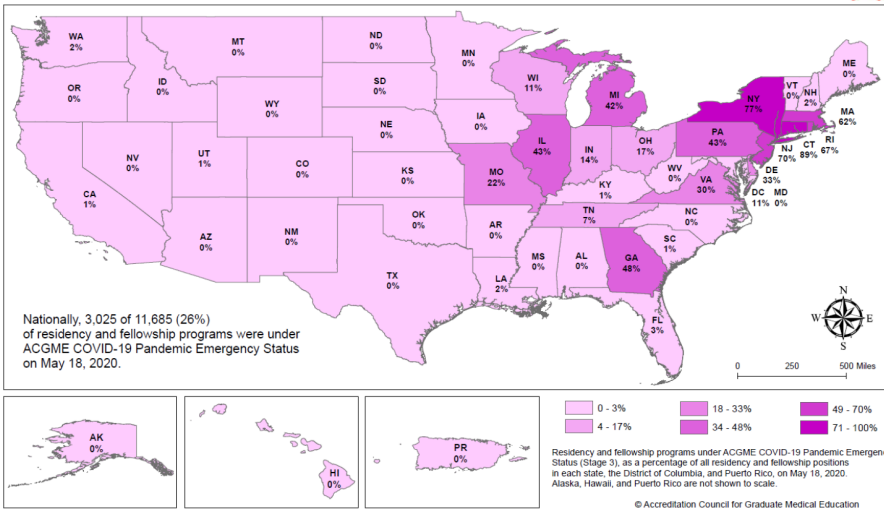 WA
2%
MT
0%
ND
0%
MN
0%
ME
0%
VT
0%
NH
2%
OR
0%
ID
0%
SD
0%
WI
11%
MI
42%
NY
77%
MA
62%
WY
0%
IA
0%
NE
0%
PA
43%
NJ
70%
CT
89%
RI
67%
NV
0%
UT
1%
CO
0%
IL
43%
IN
14%
OH
17%
DE
33%
CA
1%
KS
0%
MO
22%
WV
0%
VA
30%
DC
11%
MD
0%
KY
1%
AZ
0%
NM
0%
OK
0%
AR
0%
TN
7%
NC
0%
SC
1%
TX
0%
LA
2%
MS
0%
AL
0%
GA
48%
FL
3%
N
W
E
S
Nationally, 3,025 of 11,685 (26%)
of residency and fellowship programs were under
ACGME COVID-19 Pandemic Emergency Status
on May 18, 2020.
0 250 500 Miles
AK
0%
HI
0%
PR
0%
0 - 3% 18 - 33% 49 - 70%
4 - 17% 34 - 48% 71 - 100%
Residency and fellowship programs under ACGME COVID-19 Pandemic Emergenc
Status (Stage 3), as a percentage of all residency and fellowship positions
in each state, the District of Columbia, and Puerto Rico, on May 18, 2020.
Alaska, Hawaii, and Puerto Rico are not shown to scale.
© Accreditation Council for Graduate Medical Education